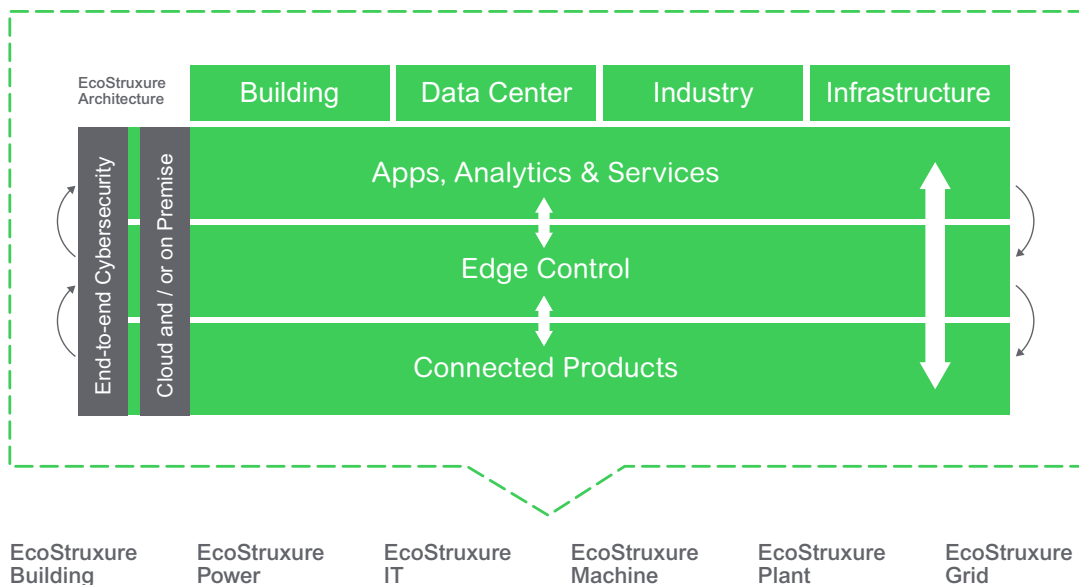 EcoStruxure
Architecture
Building
Data Center
Industry
Infrastructure
End-to-end Cybersecurity
Cloud and / or on Premise
Apps, Analytics & Services
Edge Control
Connected Products
EcoStruxure
Building
EcoStruxure
Power
EcoStruxure
IT
EcoStruxure
Machine
EcoStruxure
Plant
EcoStruxure
Grid